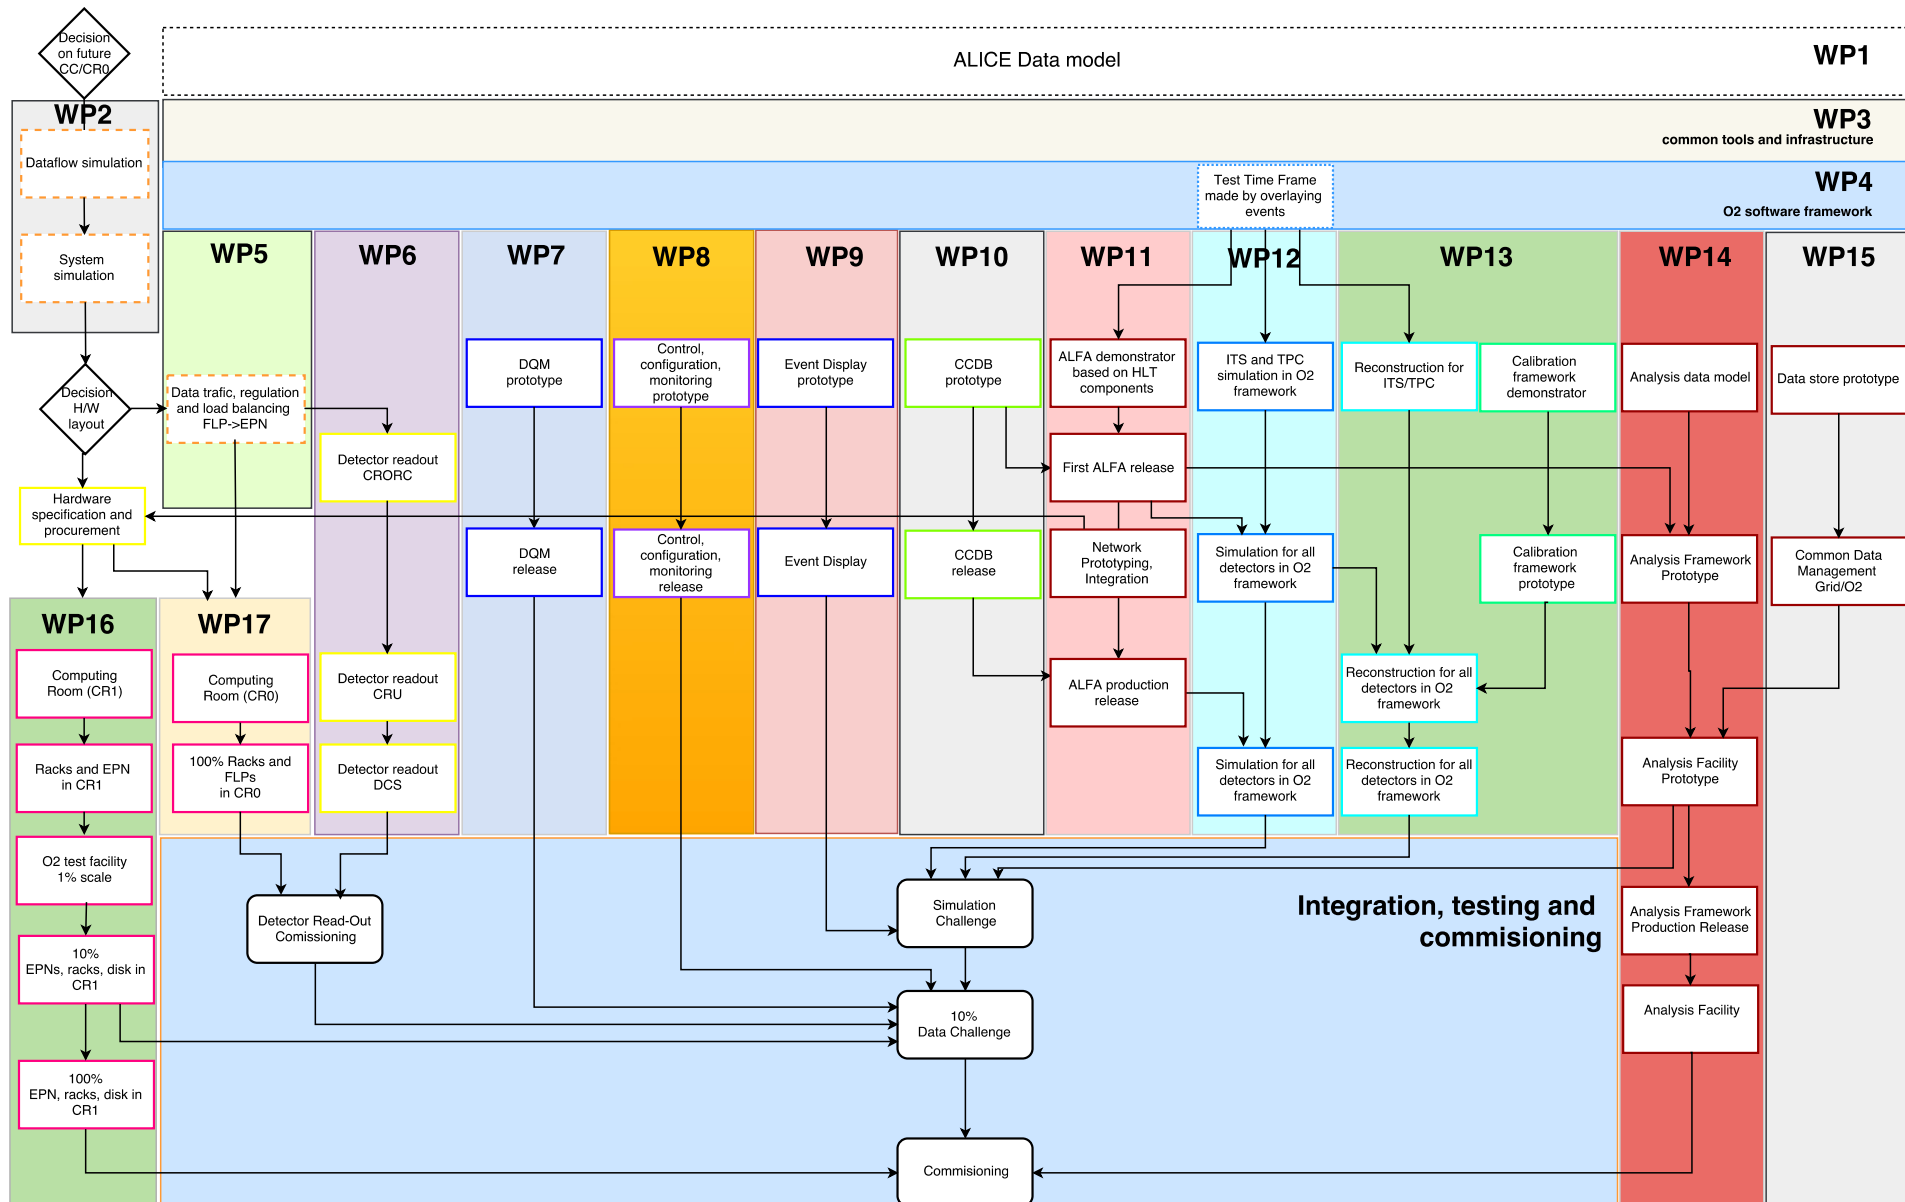 Decision
on future
CC/CR0
ALICE Data model
WP1
WP2
WP3
common tools and infrastructure
Dataflow simulation
Test Time Frame
made by overlaying
events
WP4
O2 software framework
System
simulation
WP5
WP6
WP7
WP8
WP9
WP10
WP11
WP12
WP13
WP14
WP15
Decision
H/W
layout
Data trafic, regulation
and load balancing
FLP->EPN
DQM
prototype
Control,
configuration,
monitoring
prototype
Event Display
prototype
CCDB
prototype
ALFA demonstrator
based on HLT
components
ITS and TPC
simulation in O2
framework
Reconstruction for
ITS/TPC
Calibration
framework
demonstrator
Analysis data model
Data store prototype
Detector readout
CRORC
First ALFA release
Hardware
specification and
procurement
DQM
release
Control,
configuration,
monitoring
release
Event Display
CCDB
release
Network
Prototyping,
Integration
Simulation for all
detectors in O2
framework
Calibration
framework
prototype
Analysis Framework
Prototype
Common Data
Management
Grid/O2
WP16
WP17
Computing
Room (CR1)
Computing
Room (CR0)
Detector readout
CRU
ALFA production
release
Reconstruction for all
detectors in O2
framework
Racks and EPN
in CR1
100% Racks and
FLPs
in CR0
Detector readout
DCS
Simulation for all
detectors in O2
framework
Reconstruction for all
detectors in O2
framework
Analysis Facility
Prototype
O2 test facility
1% scale
Detector Read-Out
Comissioning
Simulation
Challenge
Integration, testing and
commisioning
Analysis Framework
Production Release
10%
EPNs, racks, disk in
CR1
10%
Data Challenge
Analysis Facility
100%
EPN, racks, disk in
CR1
Commisioning